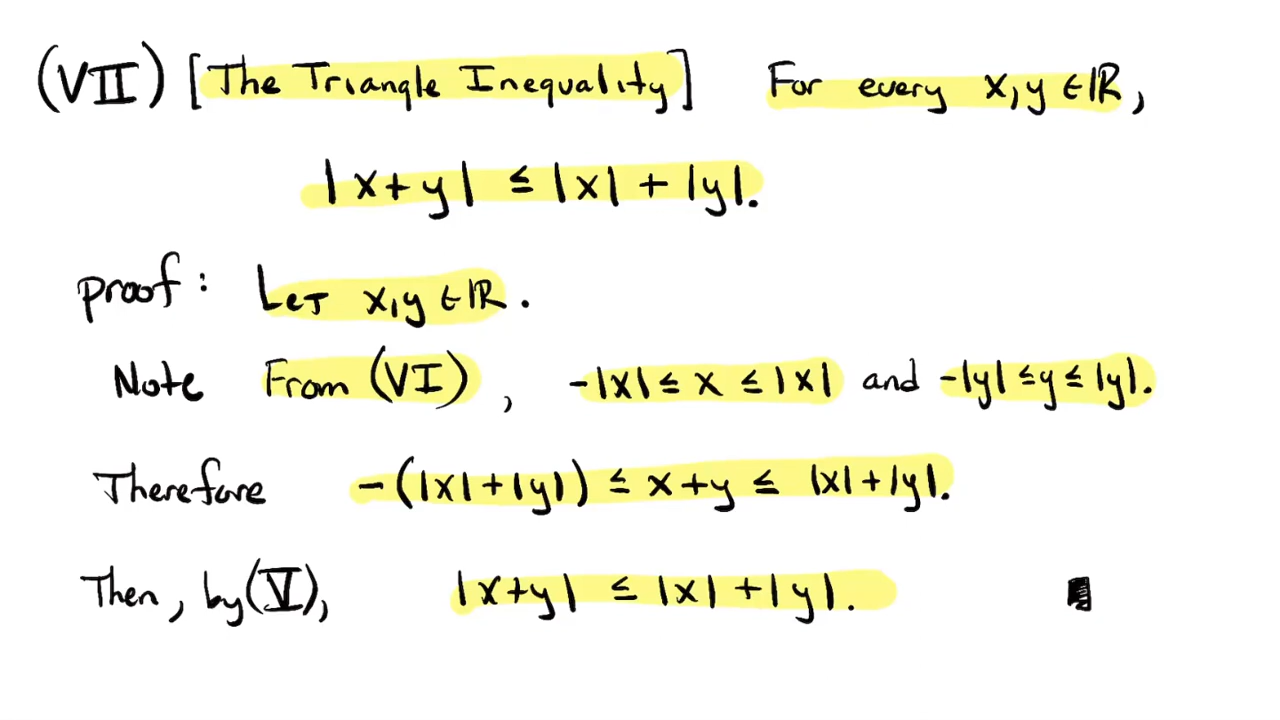 (VII) [The Triangle Inequality] For every x,y ∈ ℝ,
|x+y| ≤ |x| + |y|.
proof: Let x,y ∈ ℝ.
Note From (VI), -|x| ≤ x ≤ |x| and -|y| ≤ y ≤ |y|.
Therefore -(|x|+|y|) ≤ x+y ≤ |x|+|y|.
Then, by (V), |x+y| ≤ |x|+|y|. ∎